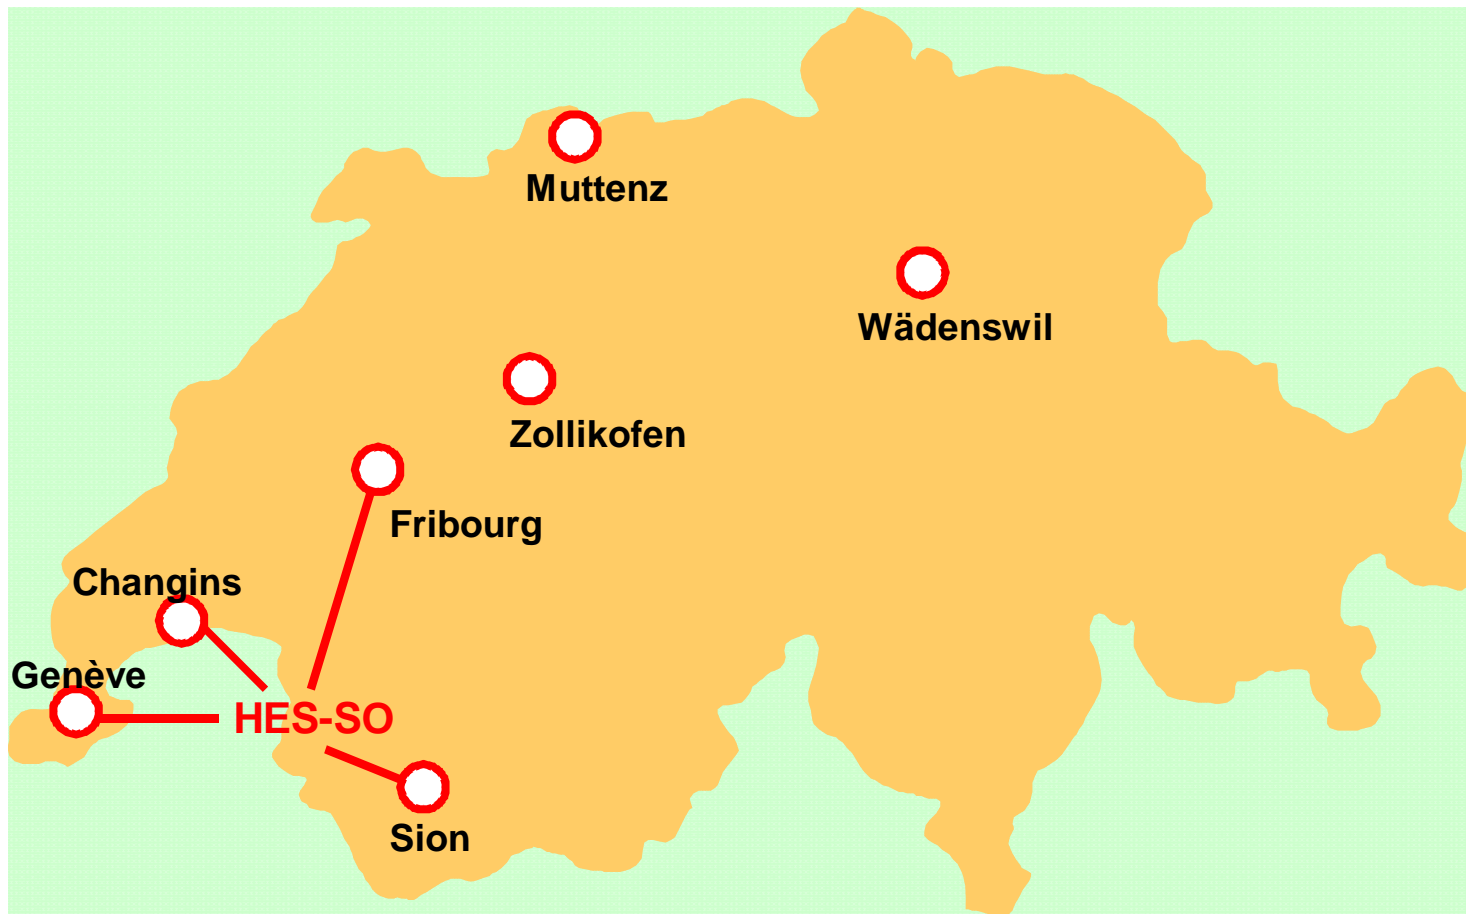 Muttenz
Wädenswil
Zollikofen
Fribourg
Changins
Genève
HES-SO
Sion